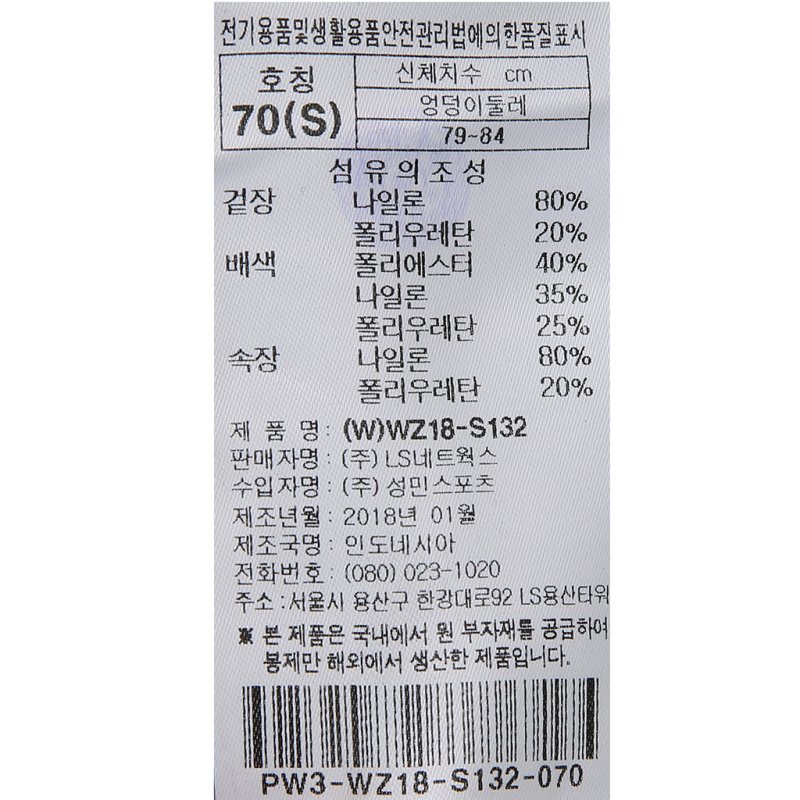 전기용품및생활용품안전관리법에의한품질표시
호칭 신체치수 cm
70(S) 엉덩이둘레
79~84
섬유의조성
겉장 나일론 80%
폴리우레탄 20%
배색 폴리에스터 40%
나일론 35%
폴리우레탄 25%
속장 나일론 80%
폴리우레탄 20%
제 품 명 : (W)WZ18-S132
판매자명 : (주) LS네트웍스
수입자명 : (주) 성민스포츠
제조년월 : 2018년 01월
제조국명 : 인도네시아
전화번호 : (080) 023-1020
주소 : 서울시 용산구 한강대로92 LS용산타워
※ 본 제품은 국내에서 원 부자재를 공급하여
봉제만 해외에서 생산한 제품입니다.
PW3-WZ18-S132-070